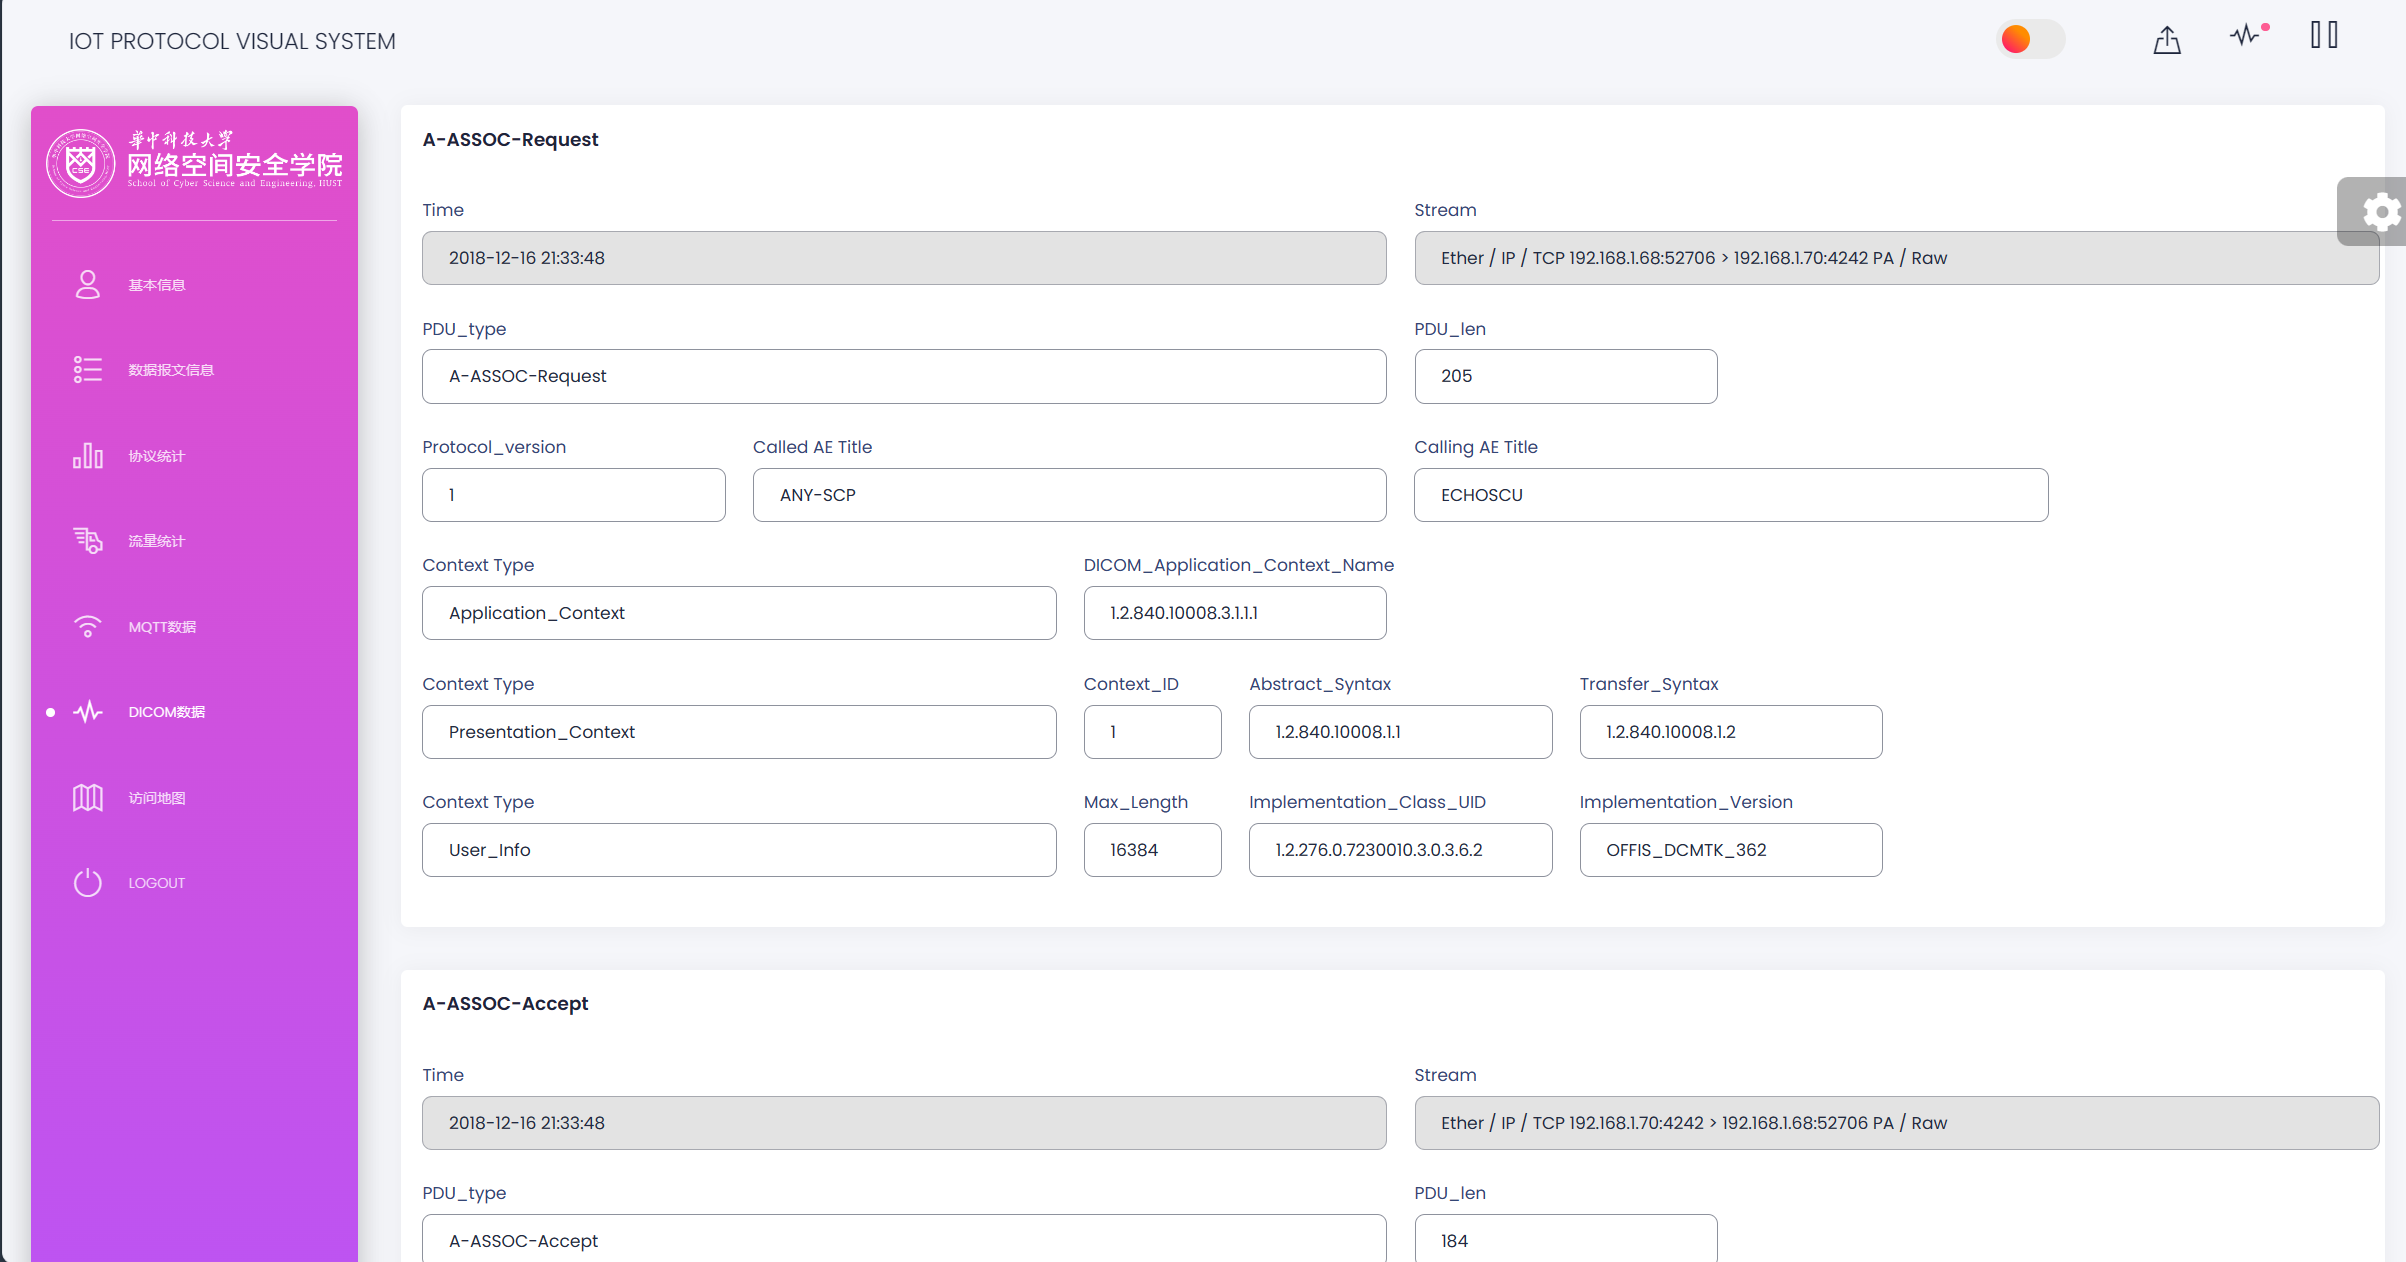 IOT PROTOCOL VISUAL SYSTEM
華中科技大学
网络空间安全学院
School of Cyber Science and Engineering, HUST
CSE
基本信息
数据报文信息
协议统计
流量统计
MQTT数据
DICOM数据
访问地图
LOGOUT
A-ASSOC-Request
Time
Stream
2018-12-16 21:33:48
Ether / IP / TCP 192.168.1.68:52706 > 192.168.1.70:4242 PA / Raw
PDU_type
PDU_len
A-ASSOC-Request
205
Protocol_version
Called AE Title
Calling AE Title
1
ANY-SCP
ECHOSCU
Context Type
DICOM_Application_Context_Name
Application_Context
1.2.840.10008.3.1.1.1
Context Type
Context_ID
Abstract_Syntax
Transfer_Syntax
Presentation_Context
1
1.2.840.10008.1.1
1.2.840.10008.1.2
Context Type
Max_Length
Implementation_Class_UID
Implementation_Version
User_Info
16384
1.2.276.0.7230010.3.0.3.6.2
OFFIS_DCMTK_362
A-ASSOC-Accept
Time
Stream
2018-12-16 21:33:48
Ether / IP / TCP 192.168.1.70:4242 > 192.168.1.68:52706 PA / Raw
PDU_type
PDU_len
A-ASSOC-Accept
184